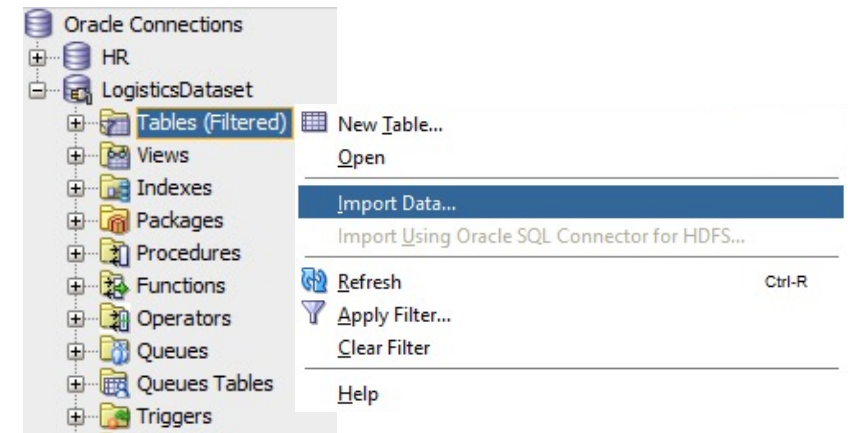 Oracle Connections
HR
LogisticsDataset
Tables (Filtered)
Views
Indexes
Packages
Procedures
Functions
Operators
Queues
Queues Tables
Triggers
New Table...
Open
Import Data...
Import Using Oracle SQL Connector for HDFS...
Refresh Ctrl-R
Apply Filter...
Clear Filter
Help